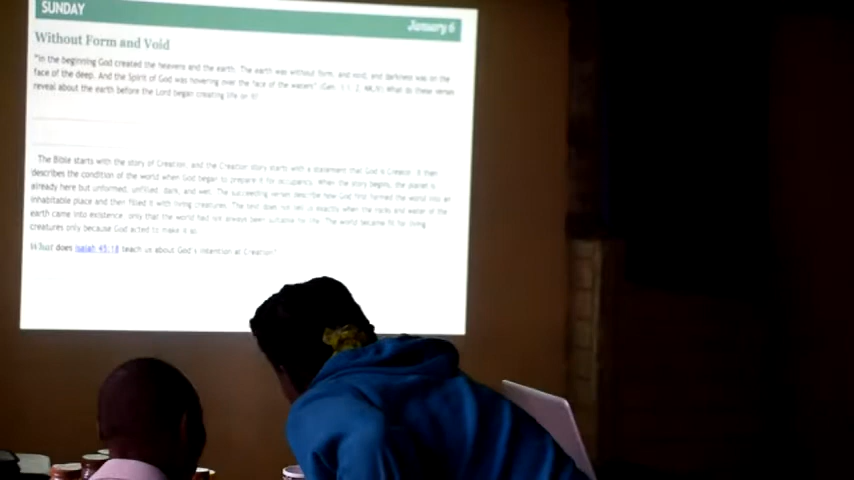 SUNDAY
January 6
Without Form and Void
"In the beginning God created the heavens and the earth. The earth was without form, and void; and darkness was on the
face of the deep. And the Spirit of God was hovering over the face of the waters" (Gen. 1:1, 2, NKJV). What do these verses
reveal about the earth before the Lord began creating life on it?
The Bible starts with the story of Creation, and the Creation story starts with a statement that God is Creator. It then
describes the condition of the world when God began to prepare it for occupancy. When the story begins, the planet is
already here but unformed, unfilled, dark, and wet. The succeeding verses describe how God first formed the world into an
inhabitable place and then filled it with living creatures. The text does not tell us exactly when the rocks and water of the
earth came into existence, only that the world had not always been suitable for life. The world became fit for living
creatures only because God acted to make it so.
What does Isaiah 45:18 teach us about God's intention at Creation?